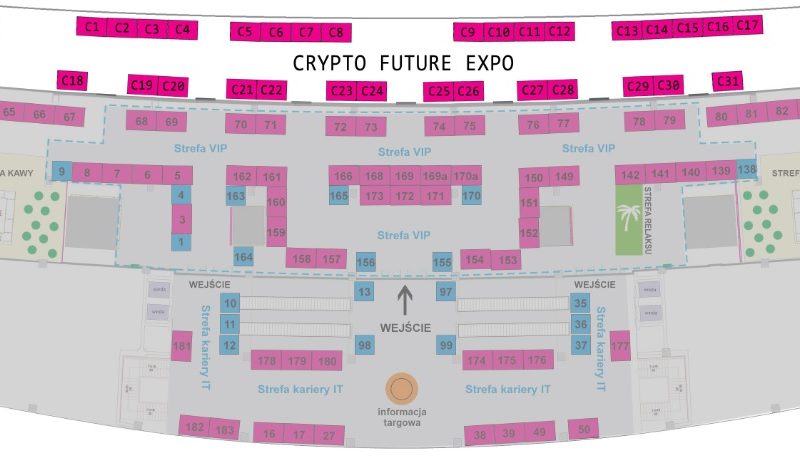 C1 C2 C3 C4 C5 C6 C7 C8 C9 C10 C11 C12 C13 C14 C15 C16 C17
CRYPTO FUTURE EXPO
C18 C19 C20 C21 C22 C23 C24 C25 C26 C27 C28 C29 C30 C31
65 66 67 68 69 70 71 72 73 74 75 76 77 78 79 80 81 82
Strefa VIP Strefa VIP Strefa VIP
A KAWY 9 8 7 6 5 162 161 166 168 169 169a 170a 150 149 142 141 140 139 138 STREF
4 163 165 173 172 171 170 STREFA RELAKSU
3 160 151
1 159 Strefa VIP 152
164 158 157 156 155 154 153
WEJŚCIE 13 97 WEJŚCIE
10 35
11 WEJŚCIE 36
12 98 99 37
Strefa kariery IT Strefa kariery IT
181 177
178 179 180 174 175 176
Strefa kariery IT Strefa kariery IT
informacja
targowa
182 183 16 17 27 38 39 49 50